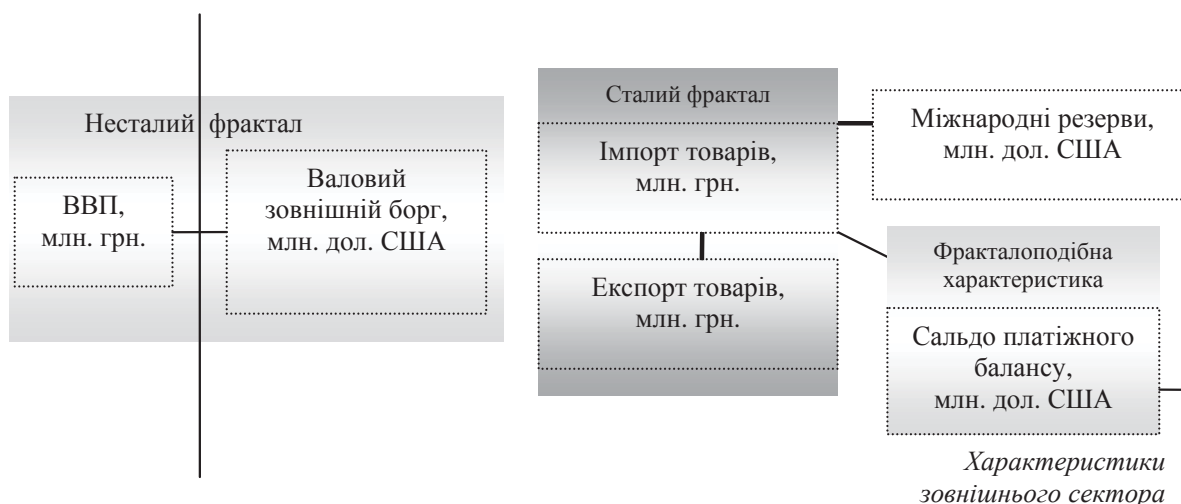 Несталий фрактал
ВВП,
млн. грн.
Валовий
зовнішній борг,
млн. дол. США
Сталий фрактал
Імпорт товарів,
млн. грн.
Експорт товарів,
млн. грн.
Міжнародні резерви,
млн. дол. США
Фракталоподібна
характеристика
Сальдо платіжного
балансу,
млн. дол. США
Характеристики
зовнішнього сектора